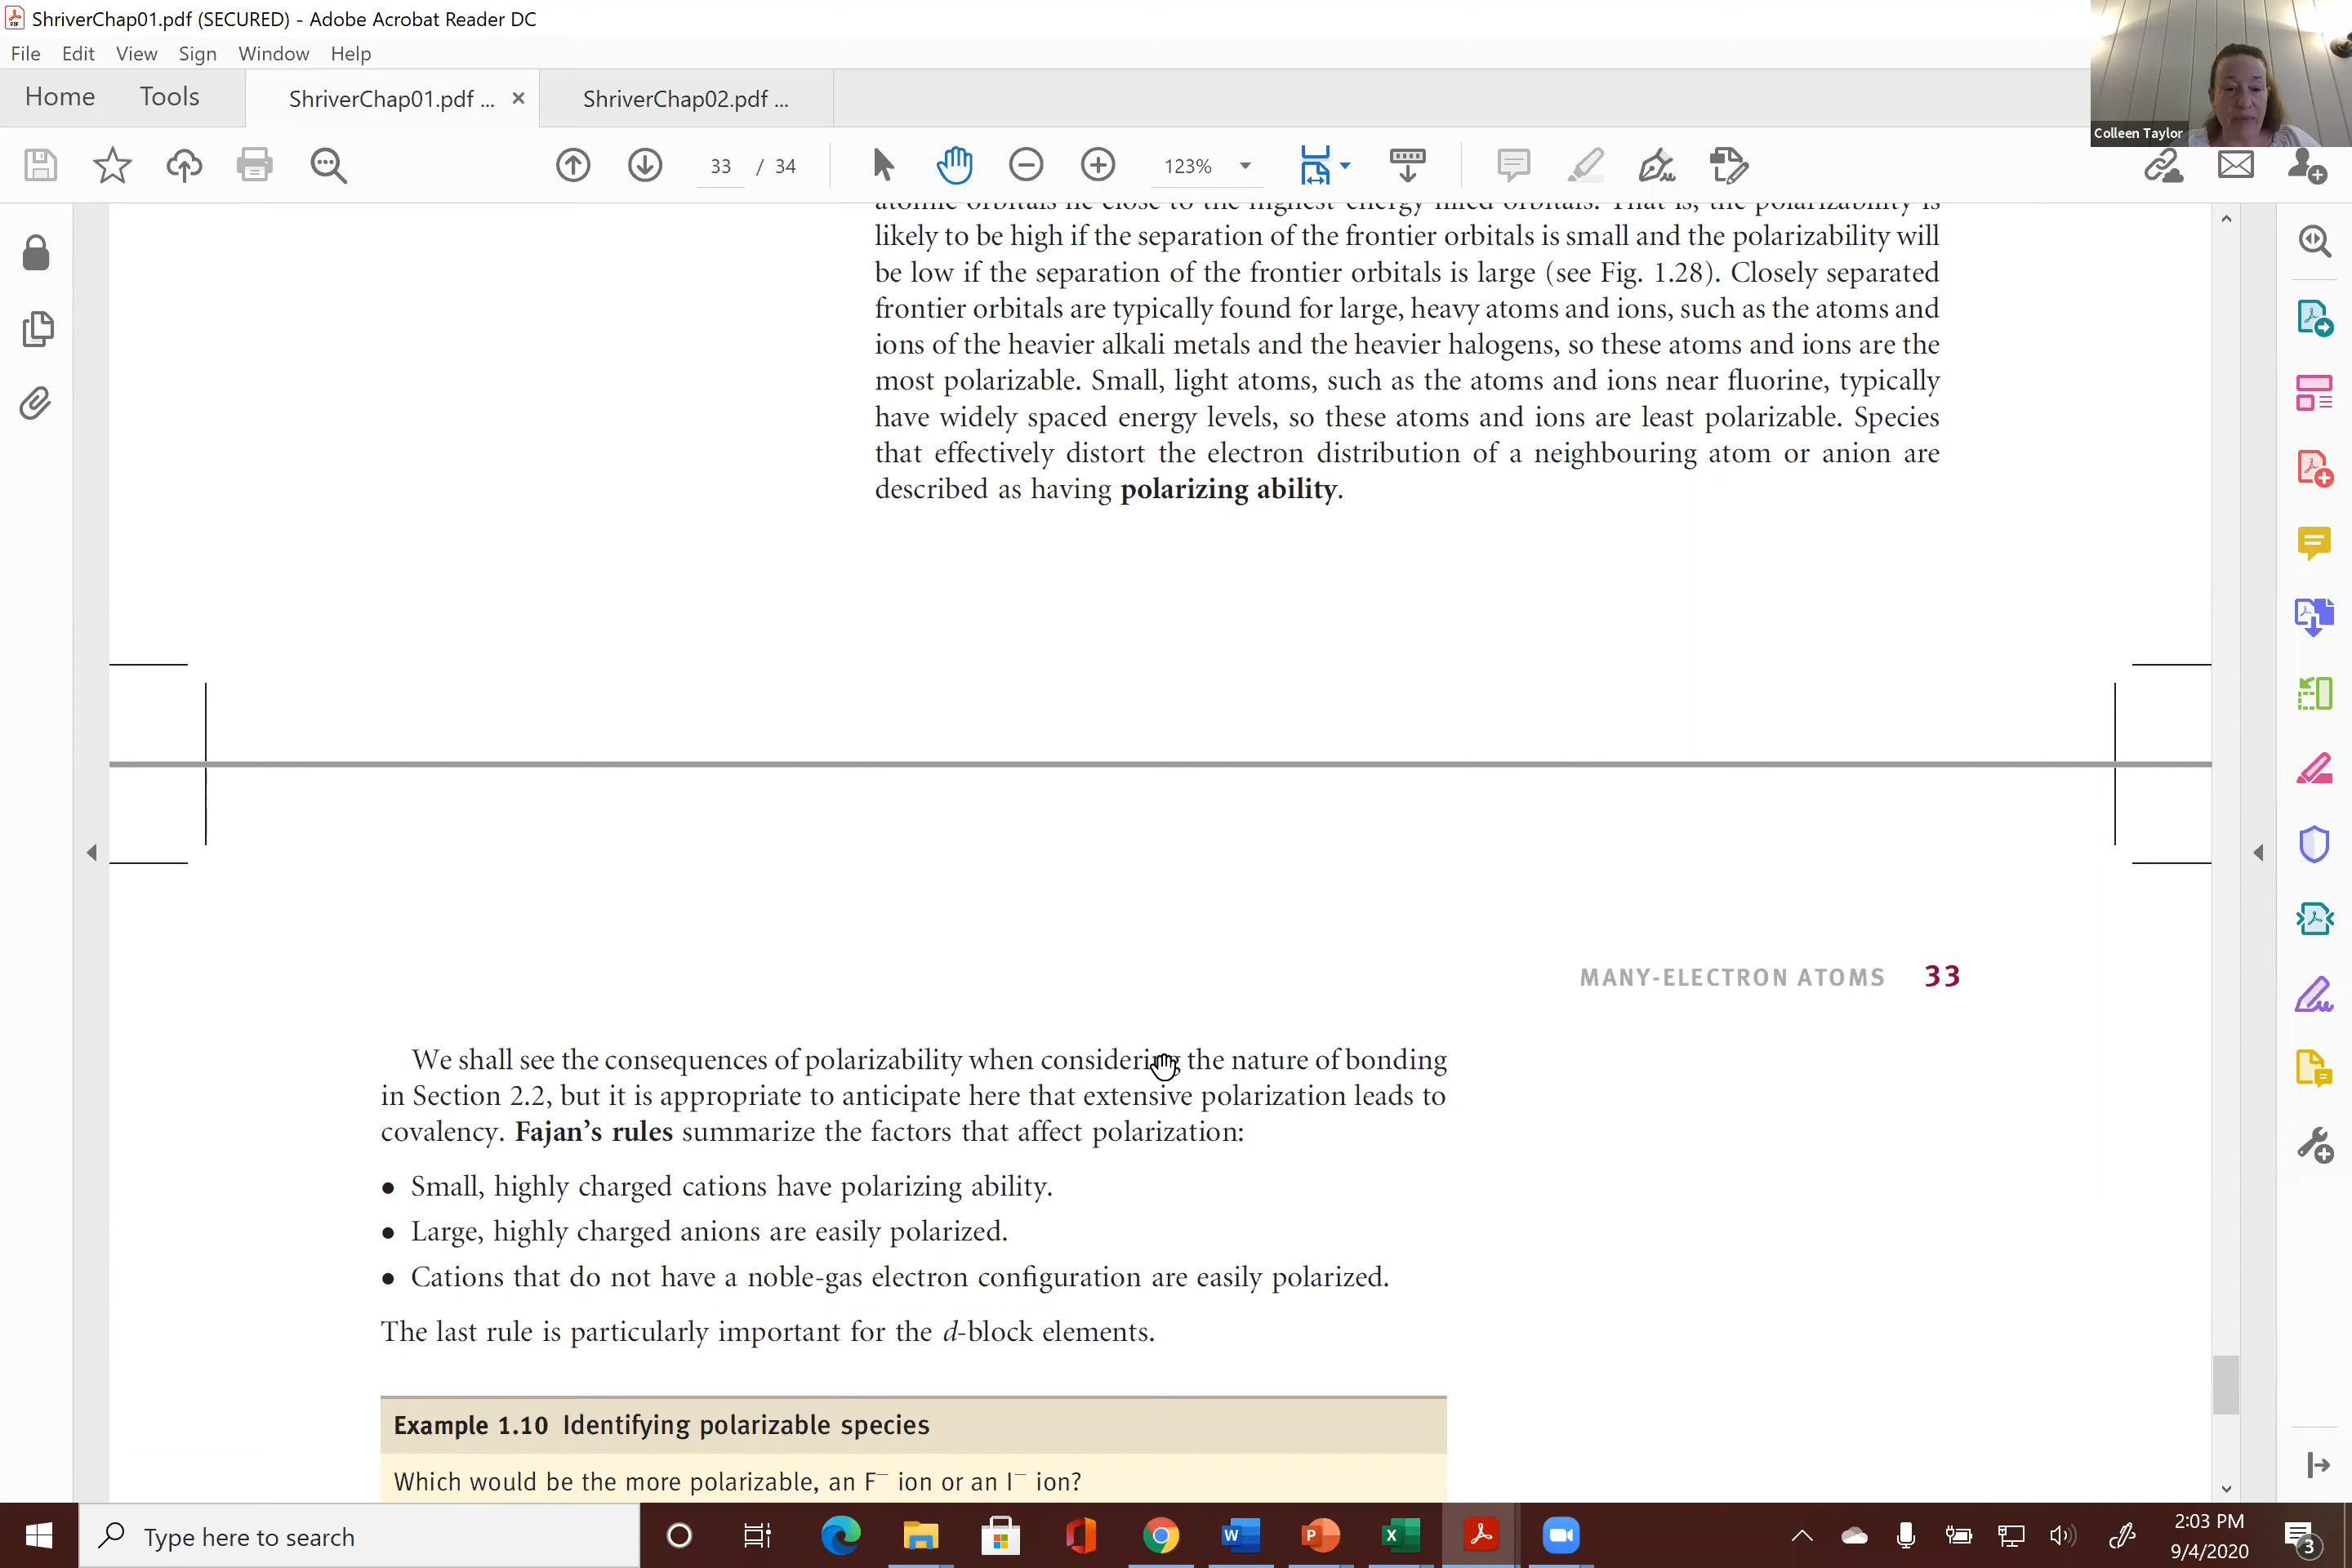 ShriverChap01.pdf (SECURED) - Adobe Acrobat Reader DC
File Edit View Sign Window Help
Home Tools ShriverChap01.pdf ... × ShriverChap02.pdf ...
Colleen Taylor
33 / 34 123%
atomic orbitals lie close to the highest-energy filled orbitals. That is, the polarizability is
likely to be high if the separation of the frontier orbitals is small and the polarizability will
be low if the separation of the frontier orbitals is large (see Fig. 1.28). Closely separated
frontier orbitals are typically found for large, heavy atoms and ions, such as the atoms and
ions of the heavier alkali metals and the heavier halogens, so these atoms and ions are the
most polarizable. Small, light atoms, such as the atoms and ions near fluorine, typically
have widely spaced energy levels, so these atoms and ions are least polarizable. Species
that effectively distort the electron distribution of a neighbouring atom or anion are
described as having polarizing ability.
MANY-ELECTRON ATOMS 33
We shall see the consequences of polarizability when considering the nature of bonding
in Section 2.2, but it is appropriate to anticipate here that extensive polarization leads to
covalency. Fajan's rules summarize the factors that affect polarization:
• Small, highly charged cations have polarizing ability.
• Large, highly charged anions are easily polarized.
• Cations that do not have a noble-gas electron configuration are easily polarized.
The last rule is particularly important for the d-block elements.
Example 1.10 Identifying polarizable species
Which would be the more polarizable, an F⁻ ion or an I⁻ ion?
Type here to search
2:03 PM
9/4/2020
3